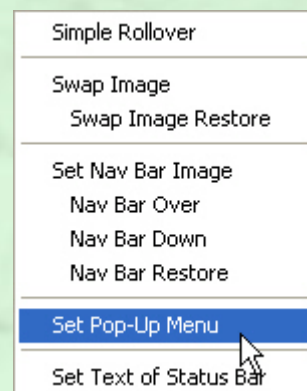 Simple Rollover
Swap Image
Swap Image Restore
Set Nav Bar Image
Nav Bar Over
Nav Bar Down
Nav Bar Restore
Set Pop-Up Menu
Set Text of Status Bar